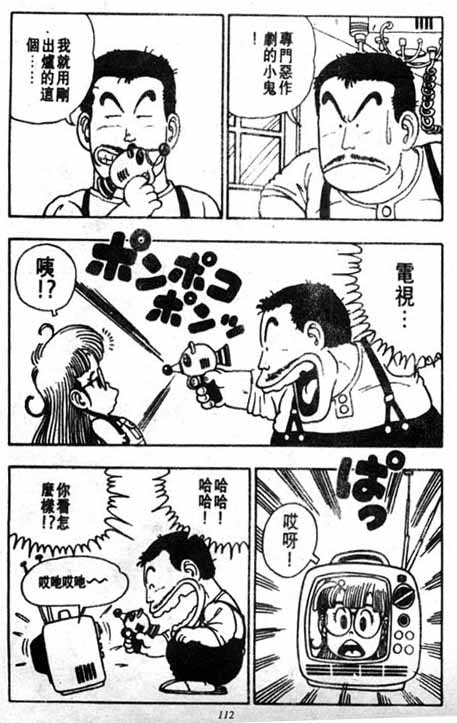 專門惡作
劇的小鬼
!
我就用剛
出爐的這
個……
電視…
ポンポコ
ポンッ
咦!?
ぱっ
哎呀!
哈哈!
哈哈!
你看怎
麼樣!?
哎吔哎吔~~
112